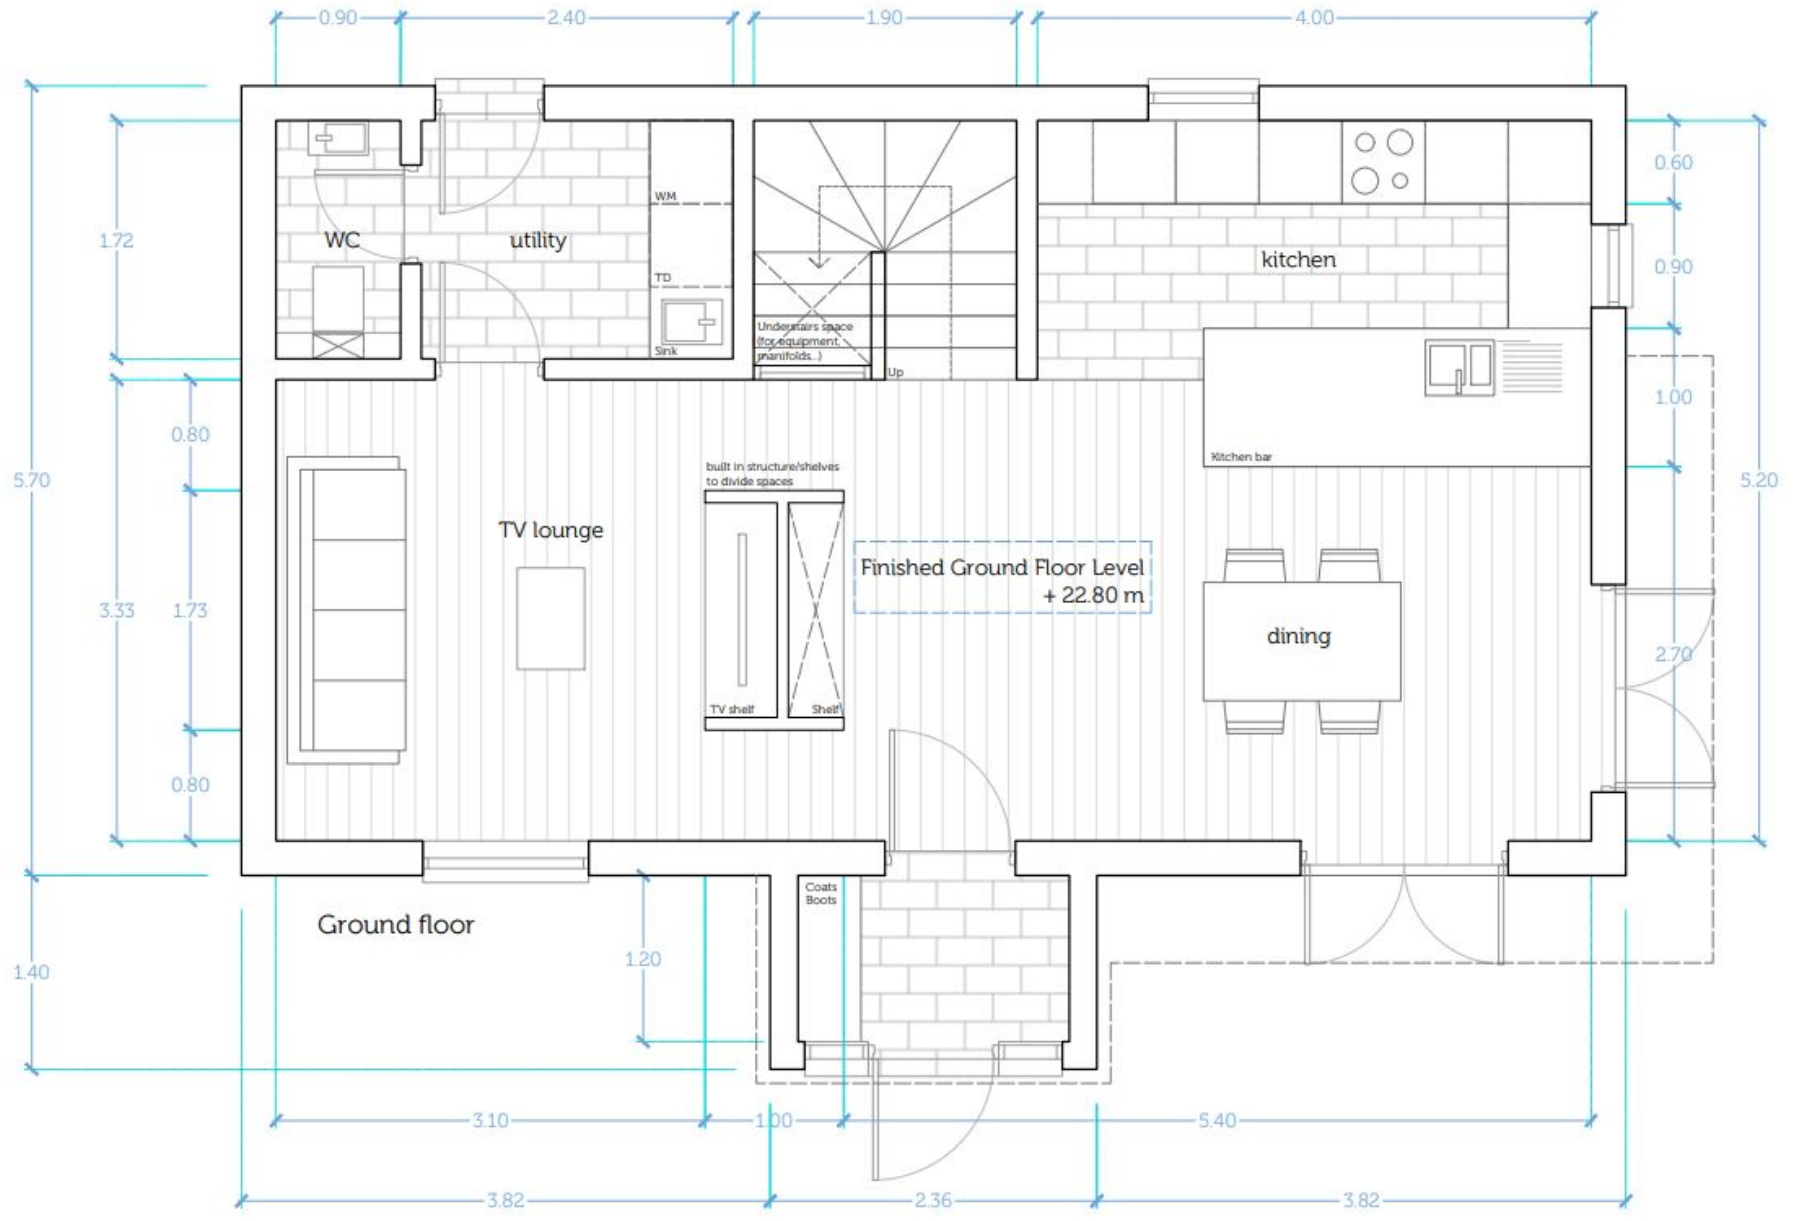 0.90
2.40
1.90
4.00
0.60
WM
1.72
WC
utility
kitchen
0.90
TD
Understairs space
(for equipment,
manifolds...)
Sink
Up
1.00
0.80
Kitchen bar
built in structure/shelves
to divide spaces
5.70
5.20
TV lounge
Finished Ground Floor Level
+ 22.80 m
3.33
1.73
dining
2.70
TV shelf
Shelf
0.80
Coats
Boots
Ground floor
1.20
1.40
3.10
1.00
5.40
3.82
2.36
3.82